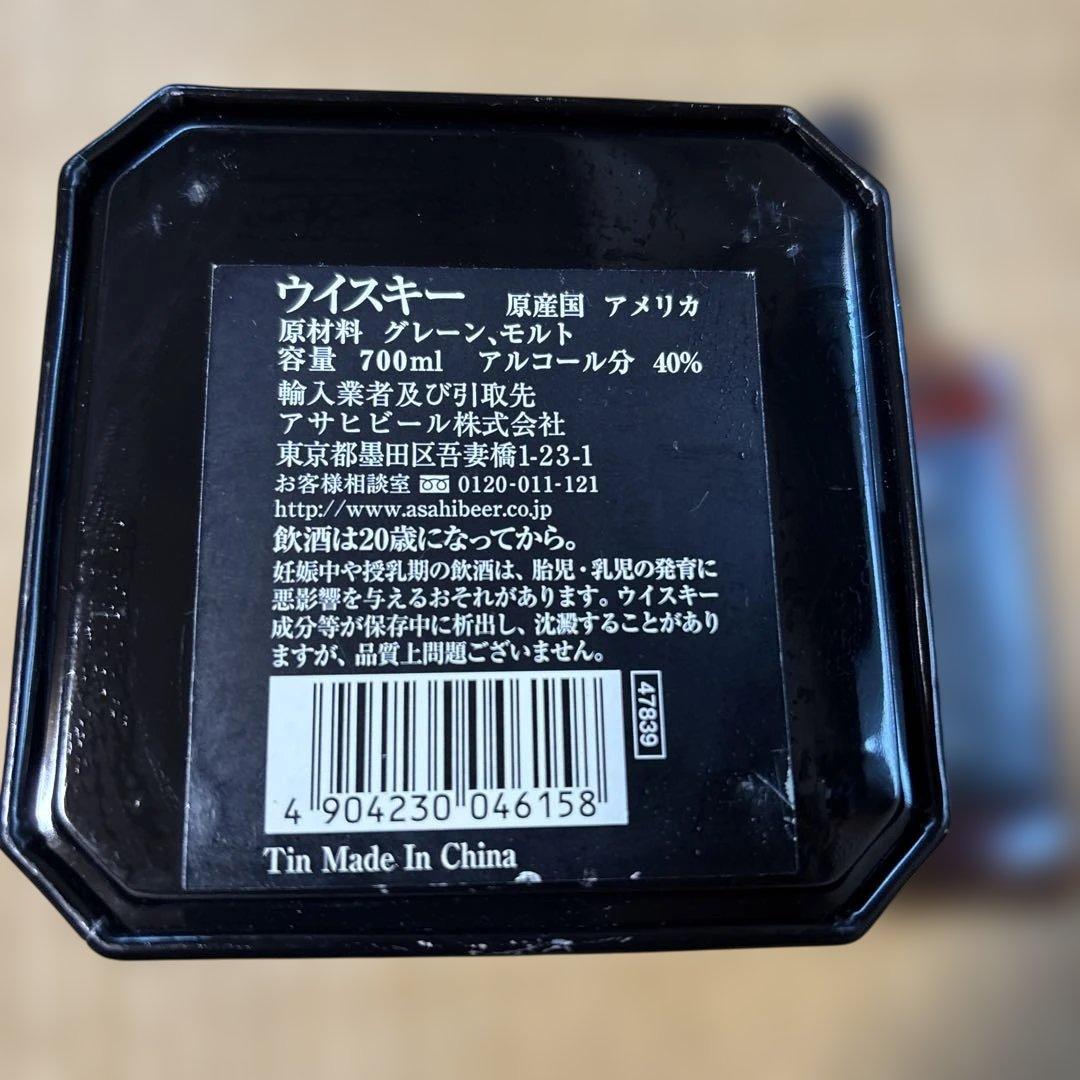 ウイスキー 原産国 アメリカ
原材料 グレーン、モルト
容量 700ml アルコール分 40%
輸入業者及び引取先
アサヒビール株式会社
東京都墨田区吾妻橋1-23-1
お客様相談室 0120-011-121
http://www.asahibeer.co.jp
飲酒は20歳になってから。
妊娠中や授乳期の飲酒は、胎児・乳児の発育に
悪影響を与えるおそれがあります。ウイスキー
成分等が保存中に析出し、沈澱することがあり
ますが、品質上問題ございません。
47839
4 904230 046158
Tin Made In China